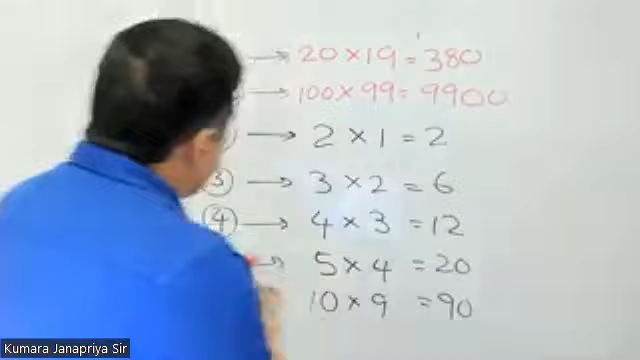 → 20 × 19 = 380
→ 100 × 99 = 9900
→ 2 × 1 = 2
③ → 3 × 2 = 6
④ → 4 × 3 = 12
→ 5 × 4 = 20
10 × 9 = 90
Kumara Janapriya Sir